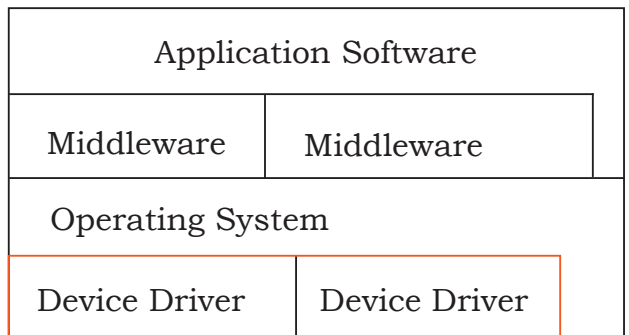 Application Software
Middleware Middleware
Operating System
Device Driver Device Driver